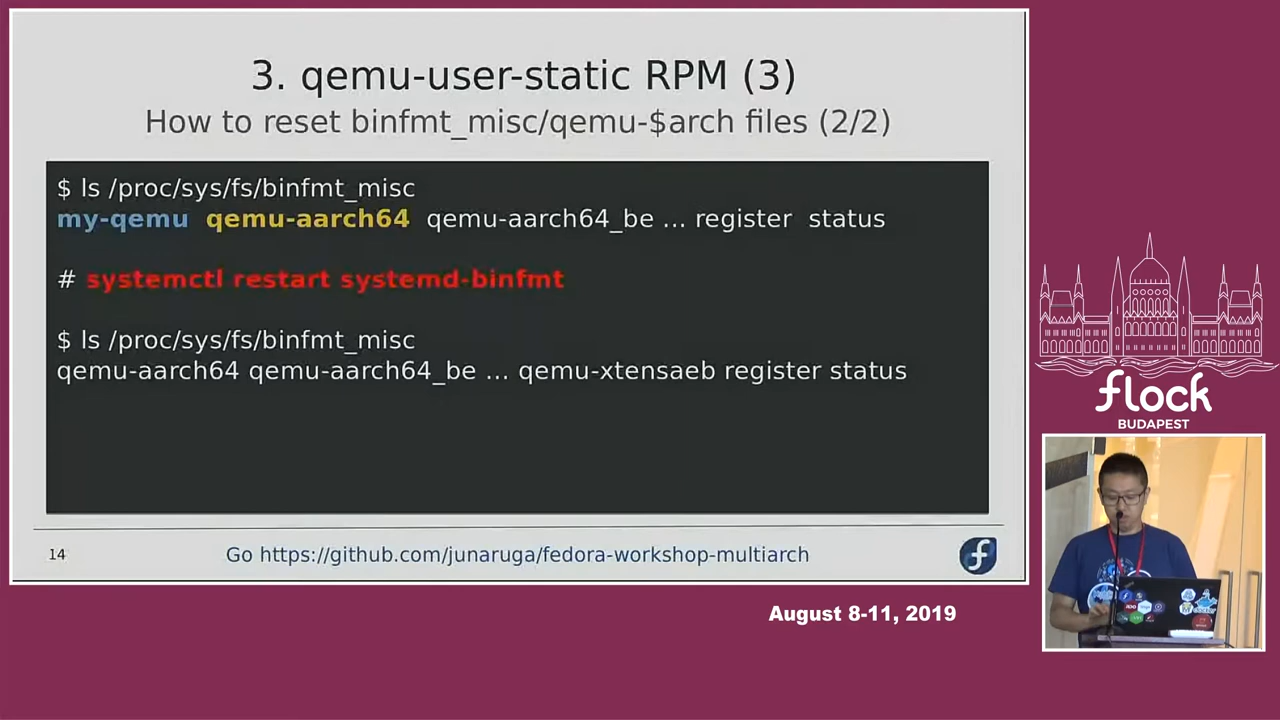 3. qemu-user-static RPM (3)
How to reset binfmt_misc/qemu-$arch files (2/2)
$ ls /proc/sys/fs/binfmt_misc
my-qemu qemu-aarch64 qemu-aarch64_be ... register status
# systemctl restart systemd-binfmt
$ ls /proc/sys/fs/binfmt_misc
qemu-aarch64 qemu-aarch64_be ... qemu-xtensaeb register status
14
Go https://github.com/junaruga/fedora-workshop-multiarch
flock
BUDAPEST
August 8-11, 2019